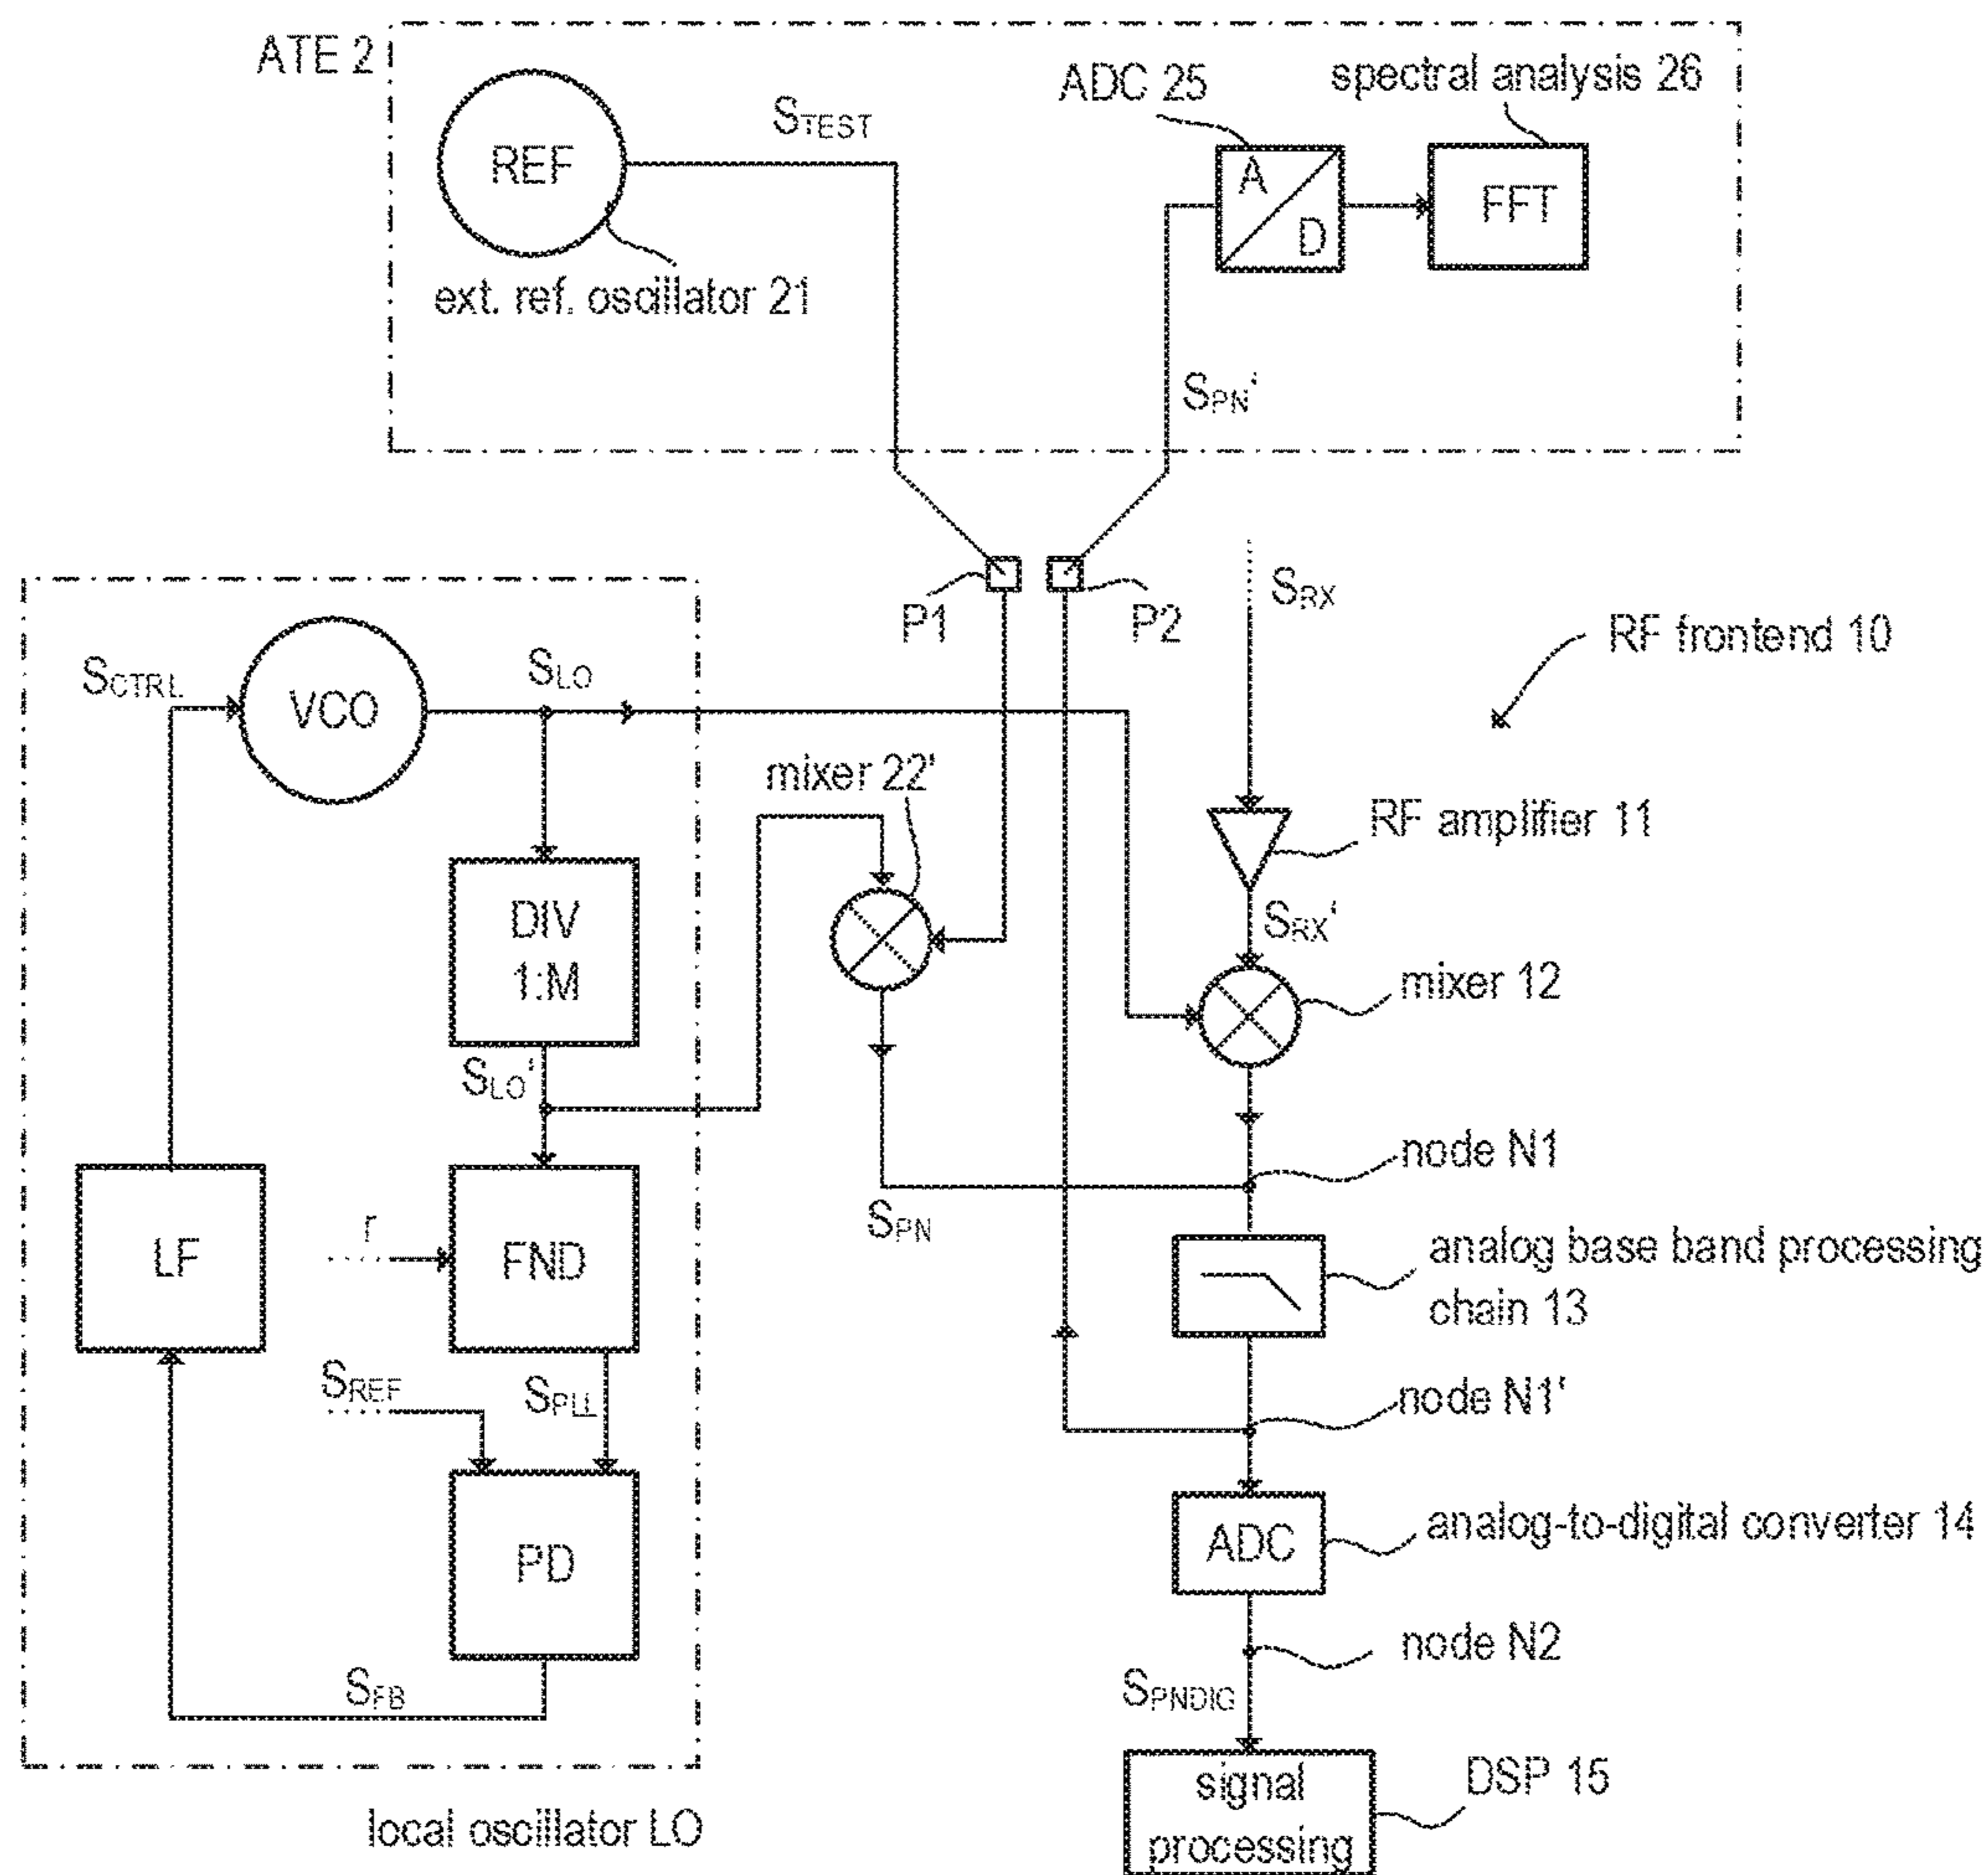 ATE 2
REF
STEST
ext. ref. oscillator 21
ADC 25
A
D
spectral analysis 26
FFT
SPN'
P1
P2
SRX
RF frontend 10
SCTRL
VCO
SLO
mixer 22'
RF amplifier 11
DIV
1:M
SRX'
mixer 12
SLO'
node N1
LF
r
FND
SPN
analog base band processing
chain 13
SREF
SPLL
node N1'
PD
ADC
analog-to-digital converter 14
node N2
SFB
SPNDIG
signal
processing
DSP 15
local oscillator LO